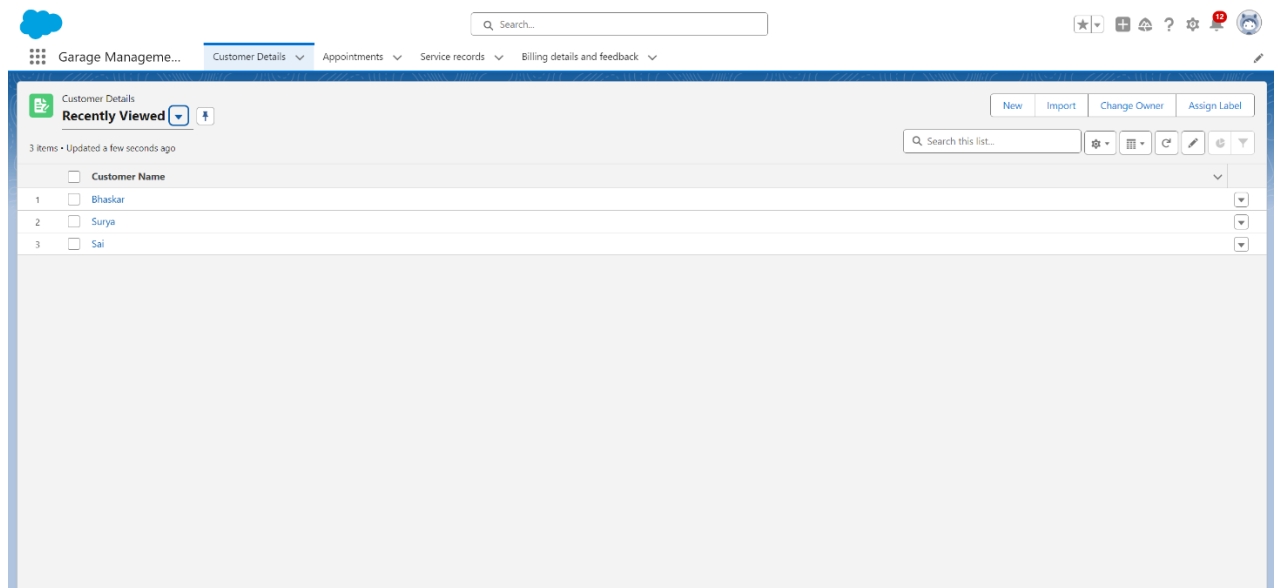 Search...
12
Garage Manageme...
Customer Details
Appointments
Service records
Billing details and feedback
Customer Details
Recently Viewed
New
Import
Change Owner
Assign Label
3 items • Updated a few seconds ago
Search this list...
Customer Name
1 Bhaskar
2 Surya
3 Sai